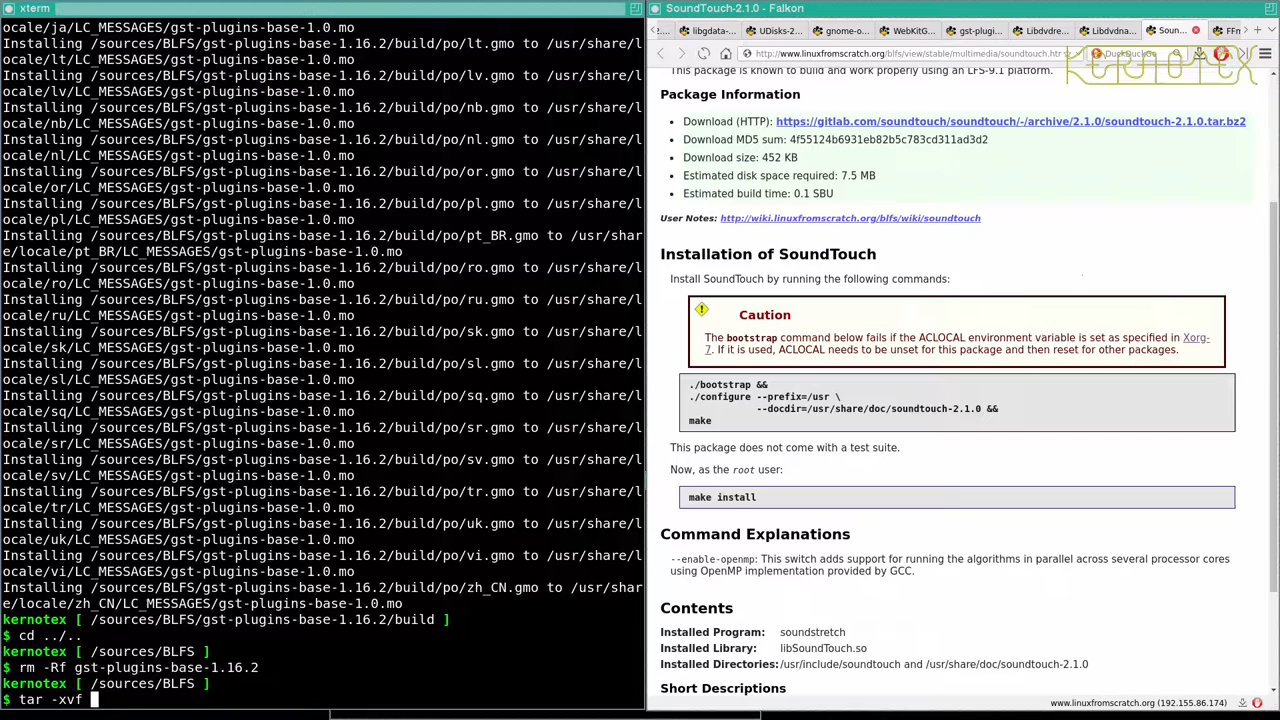 xterm
ocale/ja/LC_MESSAGES/gst-plugins-base-1.0.mo
Installing /sources/BLFS/gst-plugins-base-1.16.2/build/po/lt.gmo to /usr/share/l
ocale/lt/LC_MESSAGES/gst-plugins-base-1.0.mo
Installing /sources/BLFS/gst-plugins-base-1.16.2/build/po/lv.gmo to /usr/share/l
ocale/lv/LC_MESSAGES/gst-plugins-base-1.0.mo
Installing /sources/BLFS/gst-plugins-base-1.16.2/build/po/nb.gmo to /usr/share/l
ocale/nb/LC_MESSAGES/gst-plugins-base-1.0.mo
Installing /sources/BLFS/gst-plugins-base-1.16.2/build/po/nl.gmo to /usr/share/l
ocale/nl/LC_MESSAGES/gst-plugins-base-1.0.mo
Installing /sources/BLFS/gst-plugins-base-1.16.2/build/po/or.gmo to /usr/share/l
ocale/or/LC_MESSAGES/gst-plugins-base-1.0.mo
Installing /sources/BLFS/gst-plugins-base-1.16.2/build/po/pl.gmo to /usr/share/l
ocale/pl/LC_MESSAGES/gst-plugins-base-1.0.mo
Installing /sources/BLFS/gst-plugins-base-1.16.2/build/po/pt_BR.gmo to /usr/shar
e/locale/pt_BR/LC_MESSAGES/gst-plugins-base-1.0.mo
Installing /sources/BLFS/gst-plugins-base-1.16.2/build/po/ro.gmo to /usr/share/l
ocale/ro/LC_MESSAGES/gst-plugins-base-1.0.mo
Installing /sources/BLFS/gst-plugins-base-1.16.2/build/po/ru.gmo to /usr/share/l
ocale/ru/LC_MESSAGES/gst-plugins-base-1.0.mo
Installing /sources/BLFS/gst-plugins-base-1.16.2/build/po/sk.gmo to /usr/share/l
ocale/sk/LC_MESSAGES/gst-plugins-base-1.0.mo
Installing /sources/BLFS/gst-plugins-base-1.16.2/build/po/sl.gmo to /usr/share/l
ocale/sl/LC_MESSAGES/gst-plugins-base-1.0.mo
Installing /sources/BLFS/gst-plugins-base-1.16.2/build/po/sq.gmo to /usr/share/l
ocale/sq/LC_MESSAGES/gst-plugins-base-1.0.mo
Installing /sources/BLFS/gst-plugins-base-1.16.2/build/po/sr.gmo to /usr/share/l
ocale/sr/LC_MESSAGES/gst-plugins-base-1.0.mo
Installing /sources/BLFS/gst-plugins-base-1.16.2/build/po/sv.gmo to /usr/share/l
ocale/sv/LC_MESSAGES/gst-plugins-base-1.0.mo
Installing /sources/BLFS/gst-plugins-base-1.16.2/build/po/tr.gmo to /usr/share/l
ocale/tr/LC_MESSAGES/gst-plugins-base-1.0.mo
Installing /sources/BLFS/gst-plugins-base-1.16.2/build/po/uk.gmo to /usr/share/l
ocale/uk/LC_MESSAGES/gst-plugins-base-1.0.mo
Installing /sources/BLFS/gst-plugins-base-1.16.2/build/po/vi.gmo to /usr/share/l
ocale/vi/LC_MESSAGES/gst-plugins-base-1.0.mo
Installing /sources/BLFS/gst-plugins-base-1.16.2/build/po/zh_CN.gmo to /usr/shar
e/locale/zh_CN/LC_MESSAGES/gst-plugins-base-1.0.mo
kernotex [ /sources/BLFS/gst-plugins-base-1.16.2/build ]
$ cd ../..
kernotex [ /sources/BLFS ]
$ rm -Rf gst-plugins-base-1.16.2
kernotex [ /sources/BLFS ]
$ tar -xvf
SoundTouch-2.1.0 - Falkon
libgdata-... UDisks-2... gnome-o... WebKitG... gst-plugi... Libdvdre... Libdvdna... Soun... FFm
http://www.linuxfromscratch.org/blfs/view/stable/multimedia/soundtouch.htm DuckDuckGo
KERNOTEX
This package is known to build and work properly using an LFS-9.1 platform.
Package Information
Download (HTTP): https://gitlab.com/soundtouch/soundtouch/-/archive/2.1.0/soundtouch-2.1.0.tar.bz2
Download MD5 sum: 4f55124b6931eb82b5c783cd311ad3d2
Download size: 452 KB
Estimated disk space required: 7.5 MB
Estimated build time: 0.1 SBU
User Notes: http://wiki.linuxfromscratch.org/blfs/wiki/soundtouch
Installation of SoundTouch
Install SoundTouch by running the following commands:
Caution
The bootstrap command below fails if the ACLOCAL environment variable is set as specified in Xorg-
7. If it is used, ACLOCAL needs to be unset for this package and then reset for other packages.
./bootstrap &&
./configure --prefix=/usr \
--docdir=/usr/share/doc/soundtouch-2.1.0 &&
make
This package does not come with a test suite.
Now, as the root user:
make install
Command Explanations
--enable-openmp: This switch adds support for running the algorithms in parallel across several processor cores
using OpenMP implementation provided by GCC.
Contents
Installed Program: soundstretch
Installed Library: libSoundTouch.so
Installed Directories: /usr/include/soundtouch and /usr/share/doc/soundtouch-2.1.0
Short Descriptions
www.linuxfromscratch.org (192.155.86.174)